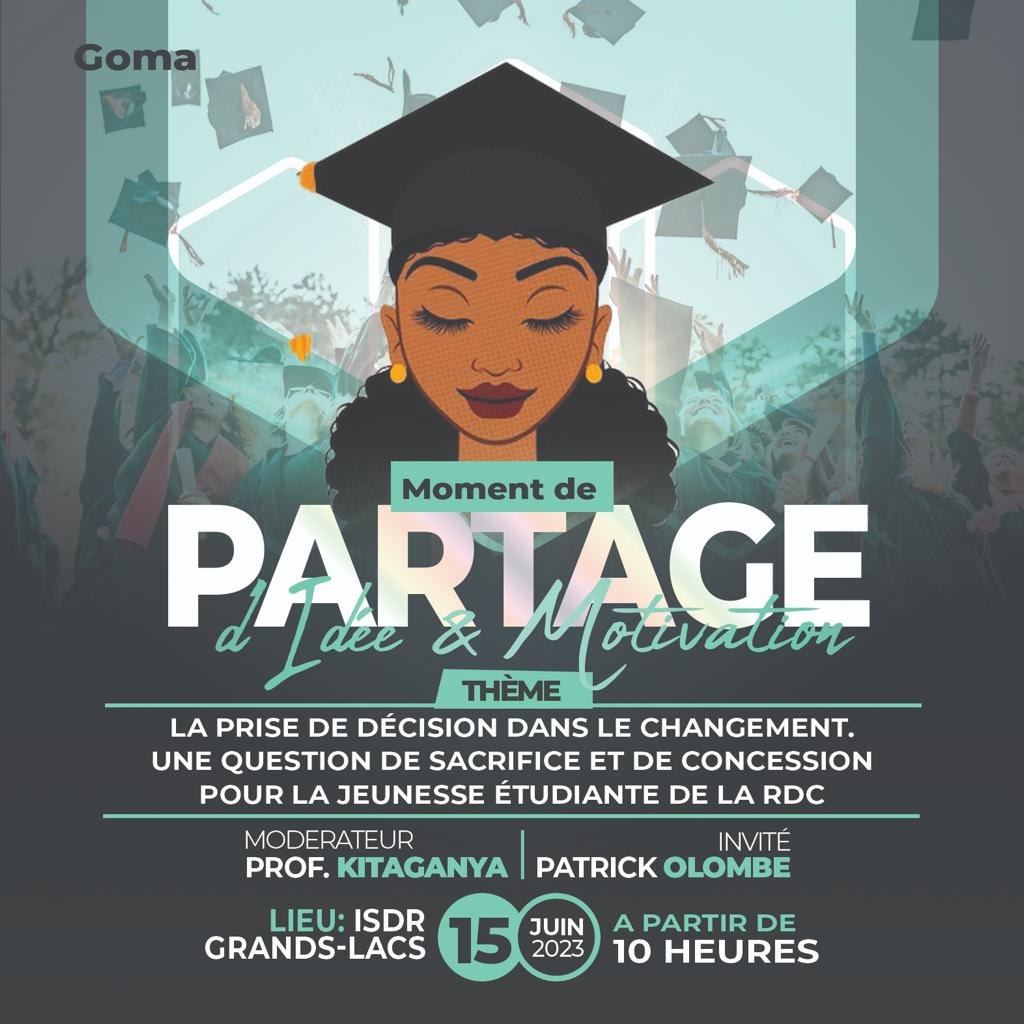 Goma
Moment de
PARTAGE
d'Idée & Motivation
THÈME
LA PRISE DE DÉCISION DANS LE CHANGEMENT.
UNE QUESTION DE SACRIFICE ET DE CONCESSION
POUR LA JEUNESSE ÉTUDIANTE DE LA RDC
MODERATEUR
PROF. KITAGANYA
INVITÉ
PATRICK OLOMBE
LIEU: ISDR
GRANDS-LACS
15
JUIN
2023
A PARTIR DE
10 HEURES